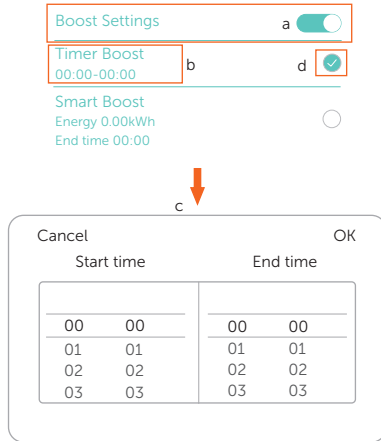 Boost Settings a
Timer Boost b d
00:00-00:00
Smart Boost
Energy 0.00kWh
End time 00:00
c
Cancel OK
Start time End time
00 00 00 00
01 01 01 01
02 02 02 02
03 03 03 03